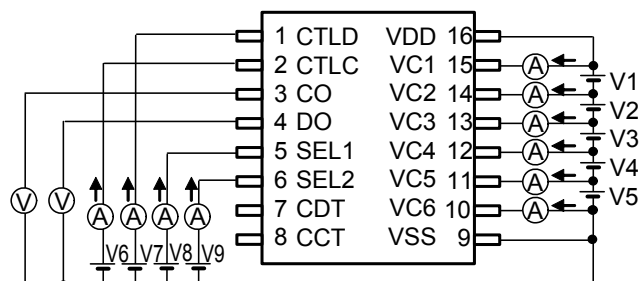 1 CTLD VDD 16
2 CTLC VC1 15 A
3 CO VC2 14 A V1
4 DO VC3 13 A V2
5 SEL1 VC4 12 A V3
6 SEL2 VC5 11 A V4
7 CDT VC6 10 A V5
8 CCT VSS 9
V V A A A A
V6 V7 V8 V9